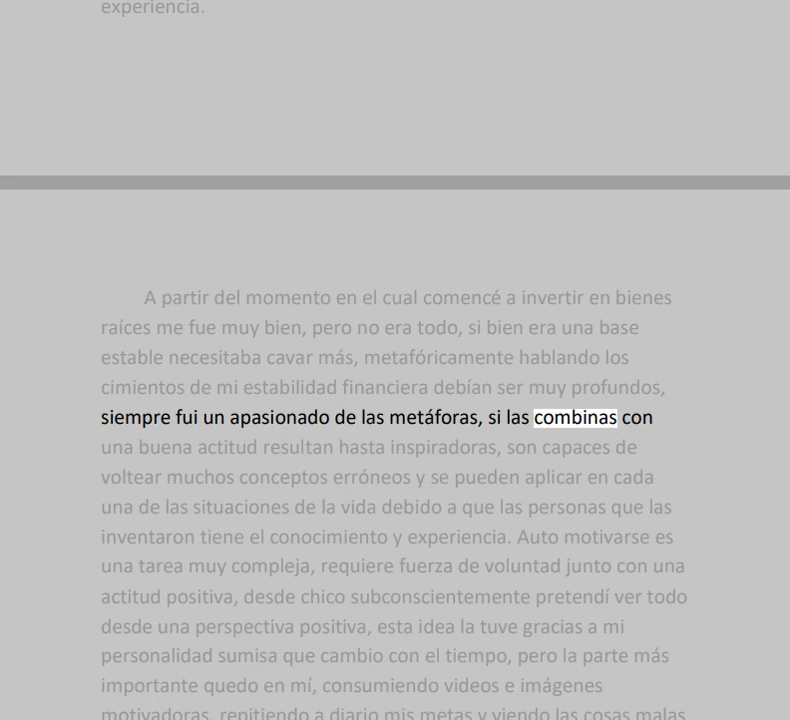 experiencia.
A partir del momento en el cual comencé a invertir en bienes
raíces me fue muy bien, pero no era todo, si bien era una base
estable necesitaba cavar más, metafóricamente hablando los
cimientos de mi estabilidad financiera debían ser muy profundos,
siempre fui un apasionado de las metáforas, si las combinas con
una buena actitud resultan hasta inspiradoras, son capaces de
voltear muchos conceptos erróneos y se pueden aplicar en cada
una de las situaciones de la vida debido a que las personas que las
inventaron tiene el conocimiento y experiencia. Auto motivarse es
una tarea muy compleja, requiere fuerza de voluntad junto con una
actitud positiva, desde chico subconscientemente pretendí ver todo
desde una perspectiva positiva, esta idea la tuve gracias a mi
personalidad sumisa que cambio con el tiempo, pero la parte más
importante quedo en mí, consumiendo videos e imágenes
motivadoras, repitiendo a diario mis metas y viendo las cosas malas